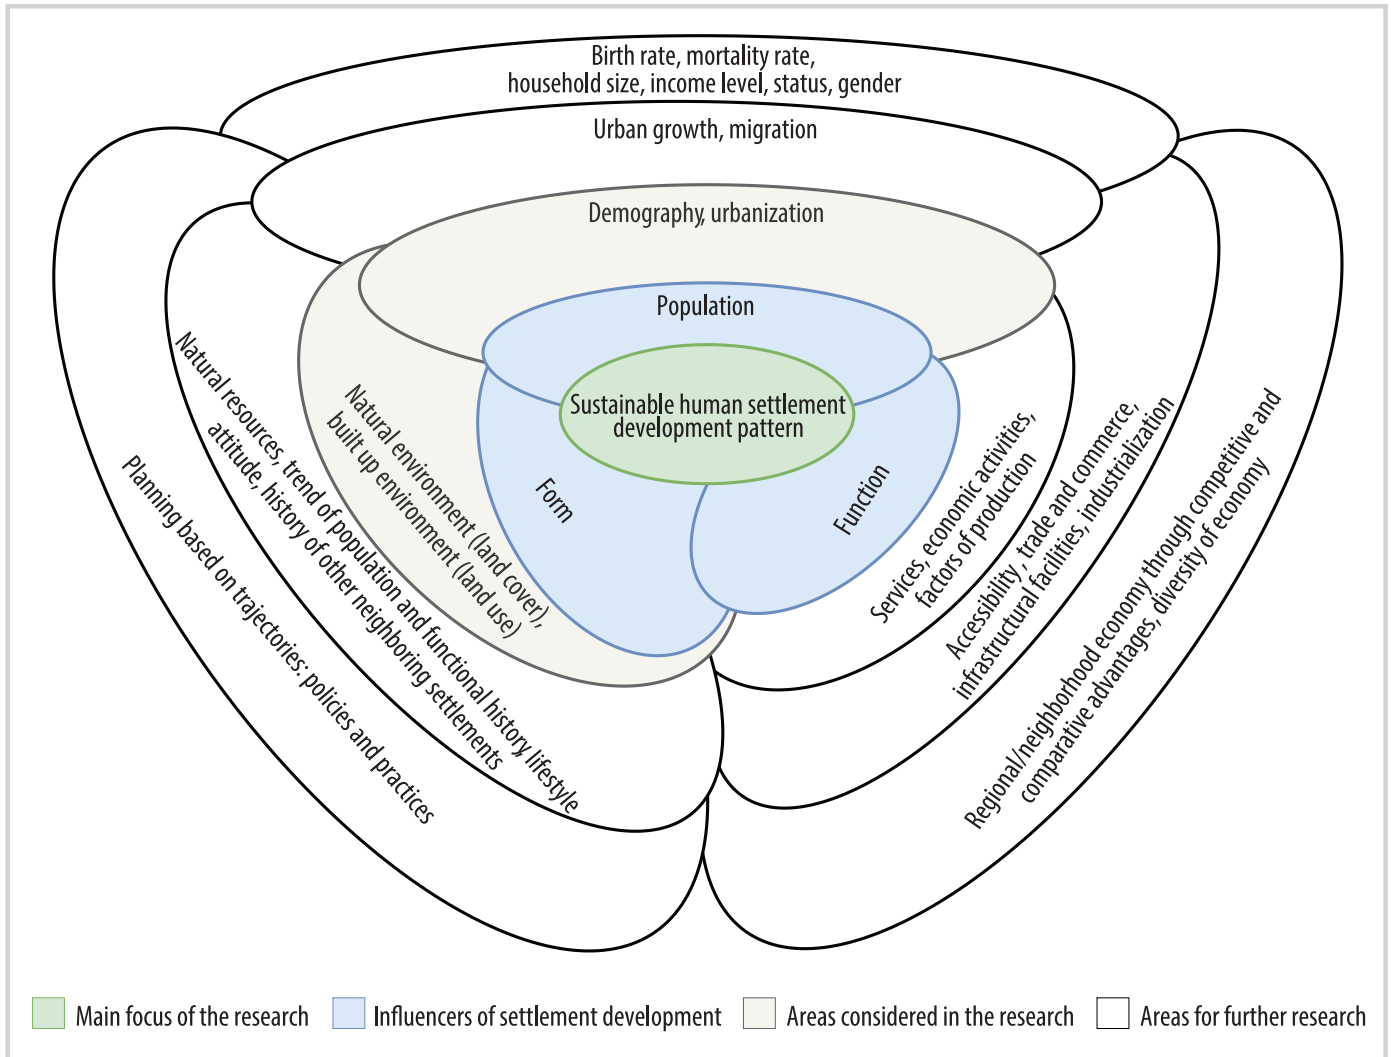 Birth rate, mortality rate,
household size, income level, status, gender
Urban growth, migration
Demography, urbanization
Population
Sustainable human settlement
development pattern
Form
Function
Natural environment (land cover),
built up environment (land use)
Natural resources, trend of population and functional history, lifestyle
attitude, history of other neighboring settlements
Planning based on trajectories: policies and practices
Services, economic activities,
factors of production
Accessibility, trade and commerce,
infrastructural facilities, industrialization
Regional/neighborhood economy through competitive and
comparative advantages, diversity of economy
Main focus of the research
Influencers of settlement development
Areas considered in the research
Areas for further research